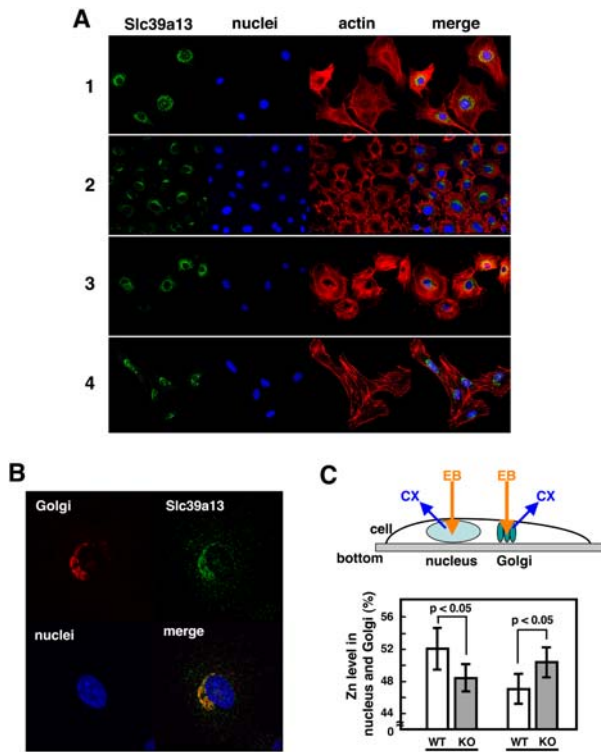 A
Slc39a13 nuclei actin merge
1
2
3
4
B
Golgi Slc39a13
nuclei merge
C
EB EB
CX CX
cell
bottom
nucleus Golgi
Zn level in
nucleus and Golgi (%)
p < 0.05
p < 0.05
56
52
48
44
0
WT KO WT KO